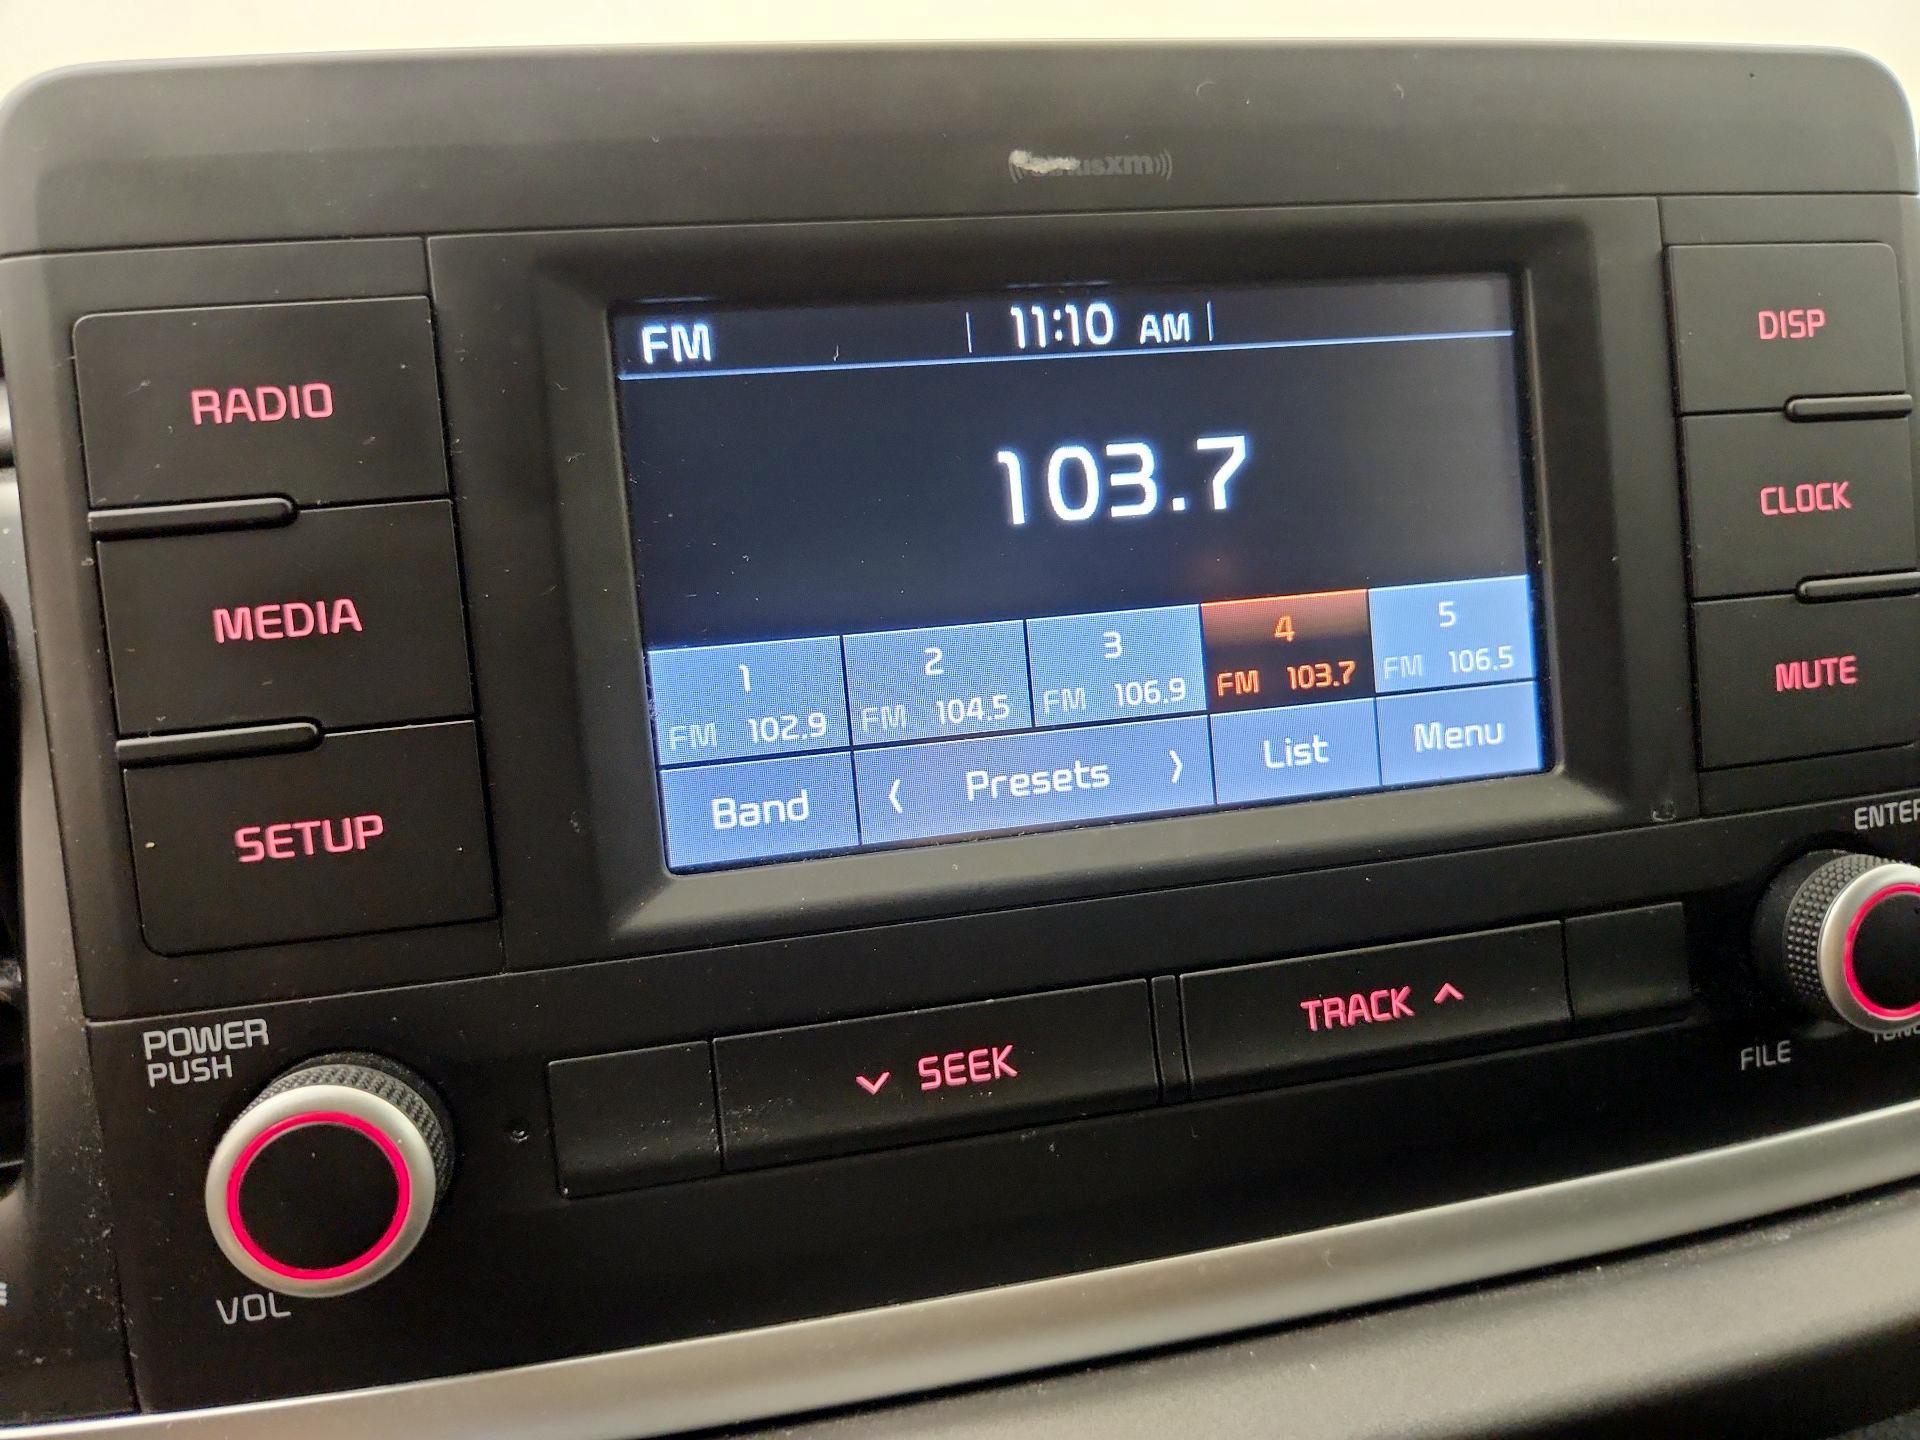 siriusxm
RADIO
MEDIA
SETUP
FM 11:10 AM
103.7
1 2 3 4 5
FM 102.9 FM 104.5 FM 106.9 FM 103.7 FM 106.5
Band Presets List Menu
DISP
CLOCK
MUTE
POWER
PUSH
VOL
SEEK
TRACK
ENTER
FILE